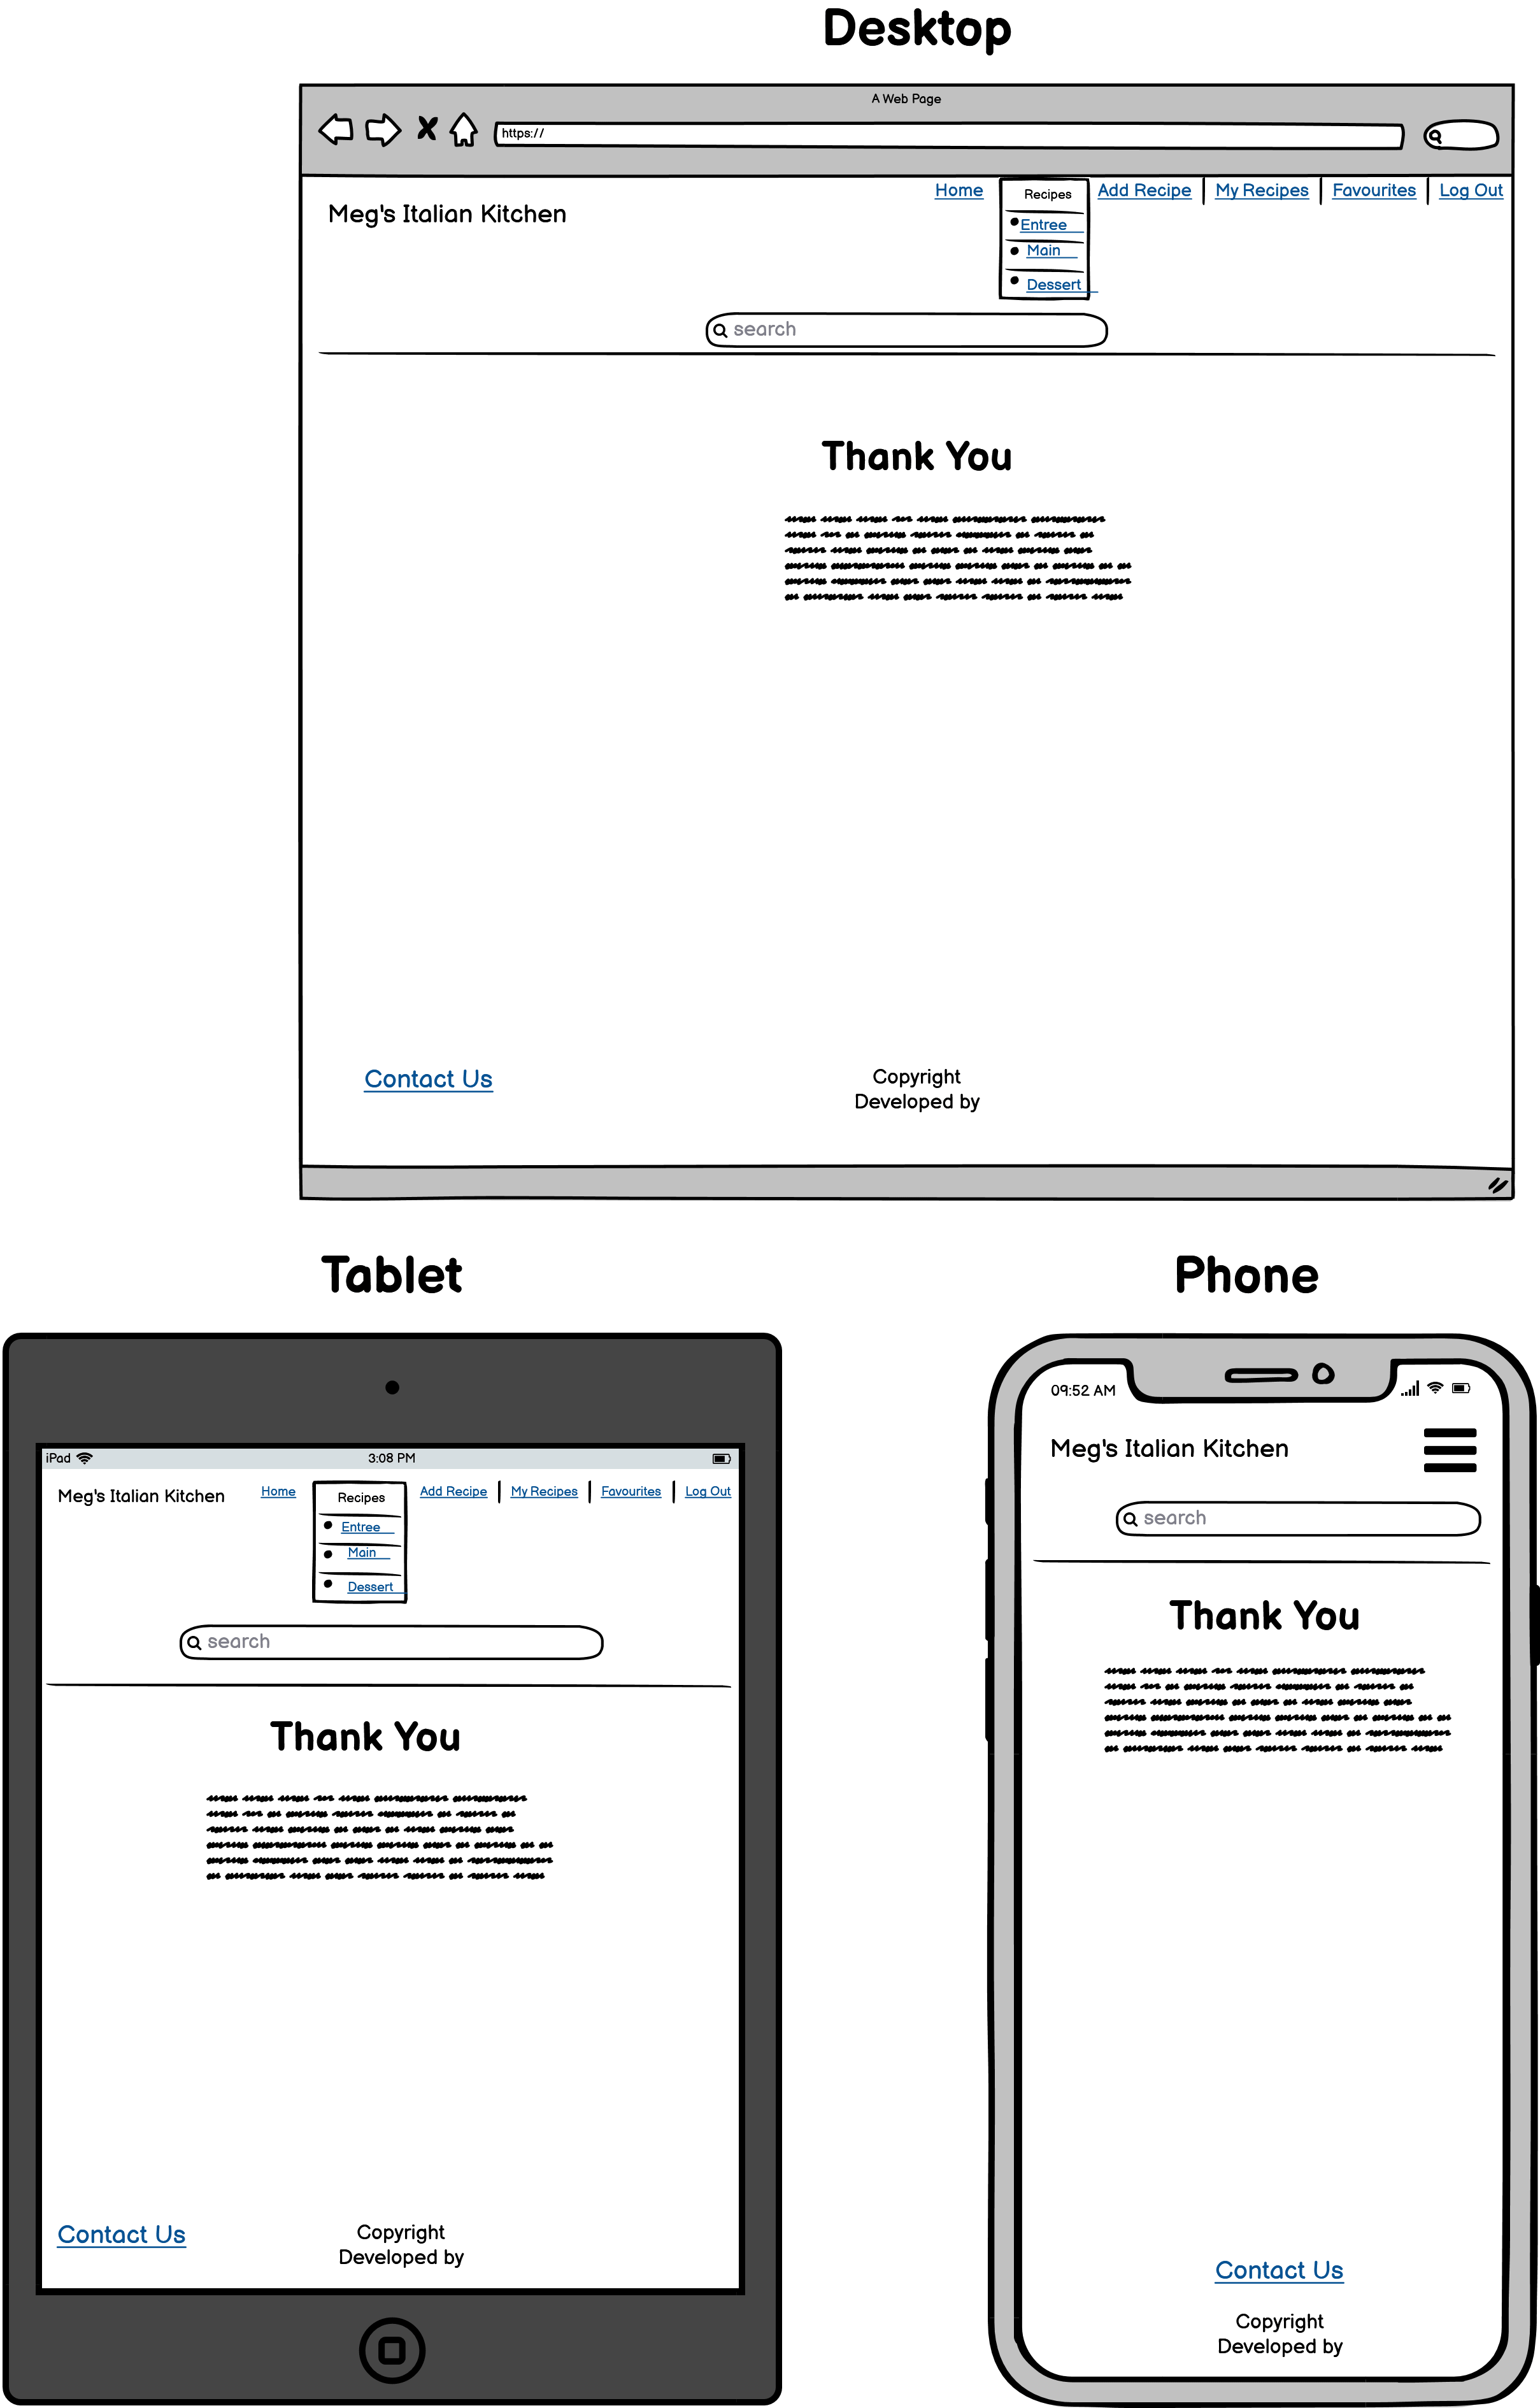 Desktop
A Web Page
https://
Home Recipes Add Recipe My Recipes Favourites Log Out
Meg's Italian Kitchen
Entree
Main
Dessert
search
Thank You
Contact Us
Copyright
Developed by
Tablet
iPad 3:08 PM
Meg's Italian Kitchen Home Recipes Add Recipe My Recipes Favourites Log Out
Entree
Main
Dessert
search
Thank You
Contact Us
Copyright
Developed by
Phone
09:52 AM
Meg's Italian Kitchen
search
Thank You
Contact Us
Copyright
Developed by